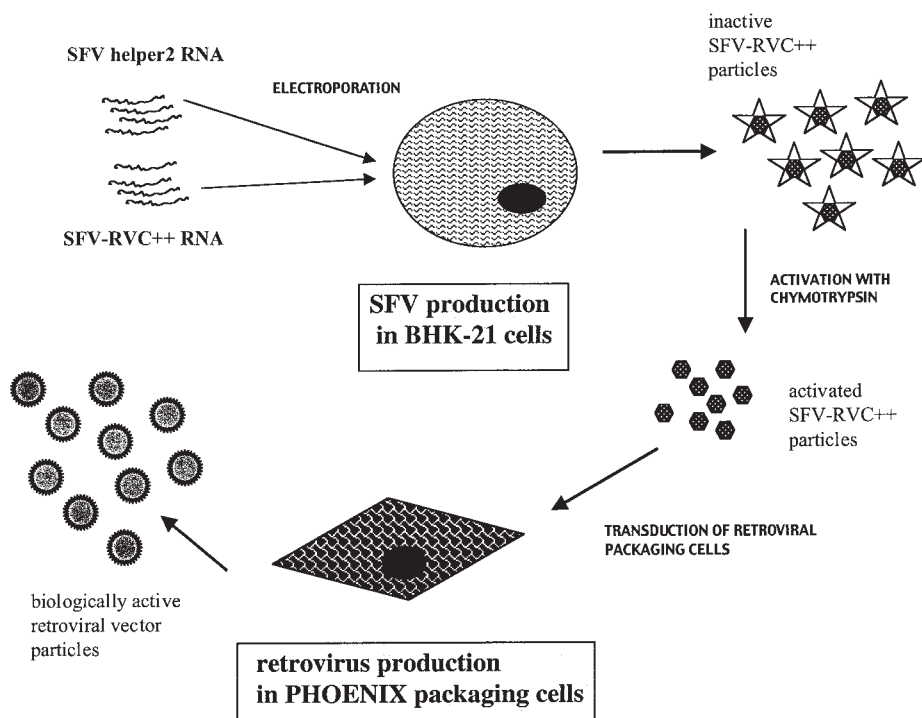 SFV helper2 RNA
ELECTROPORATION
SFV-RVC++ RNA
inactive
SFV-RVC++
particles
SFV production
in BHK-21 cells
ACTIVATION WITH
CHYMOTRYPSIN
activated
SFV-RVC++
particles
TRANSDUCTION OF RETROVIRAL
PACKAGING CELLS
biologically active
retroviral vector
particles
retrovirus production
in PHOENIX packaging cells